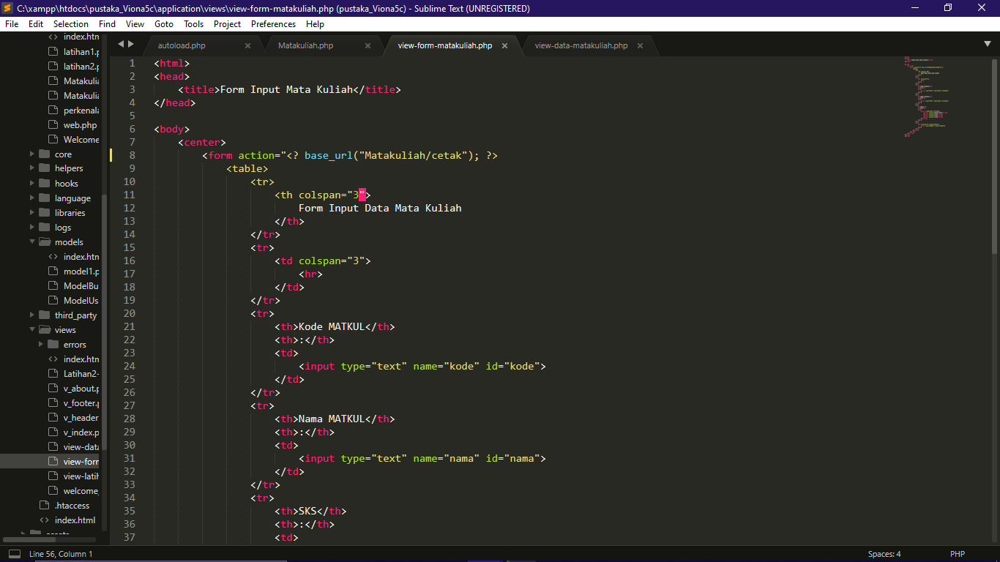 C:\xampp\htdocs\pustaka_Viona5c\application\views\view-form-matakuliah.php (pustaka_Viona5c) - Sublime Text (UNREGISTERED)
File Edit Selection Find View Goto Tools Project Preferences Help
index.htn
latihan1.p
latihan2.p
Matakulia
Matakulia
perkenala
web.php
Welcome
core
helpers
hooks
language
libraries
logs
models
index.htn
model1.p
ModelBu
ModelUs
third_party
views
errors
index.htn
Latihan2-
v_about.p
v_footer.p
v_header
v_index.p
view-data
view-forn
view-latih
welcome_
.htaccess
index.html
autoload.php
Matakuliah.php
view-form-matakuliah.php
view-data-matakuliah.php
1 <html>
2 <head>
3 <title>Form Input Mata Kuliah</title>
4 </head>
5
6 <body>
7 <center>
8 <form action="<? base_url("Matakuliah/cetak"); ?>
9 <table>
10 <tr>
11 <th colspan="3">
12 Form Input Data Mata Kuliah
13 </th>
14 </tr>
15 <tr>
16 <td colspan="3">
17 <hr>
18 </td>
19 </tr>
20 <tr>
21 <th>Kode MATKUL</th>
22 <th>:</th>
23 <td>
24 <input type="text" name="kode" id="kode">
25 </td>
26 </tr>
27 <tr>
28 <th>Nama MATKUL</th>
29 <th>:</th>
30 <td>
31 <input type="text" name="nama" id="nama">
32 </td>
33 </tr>
34 <tr>
35 <th>SKS</th>
36 <th>:</th>
37 <td>
Line 56, Column 1
Spaces: 4
PHP